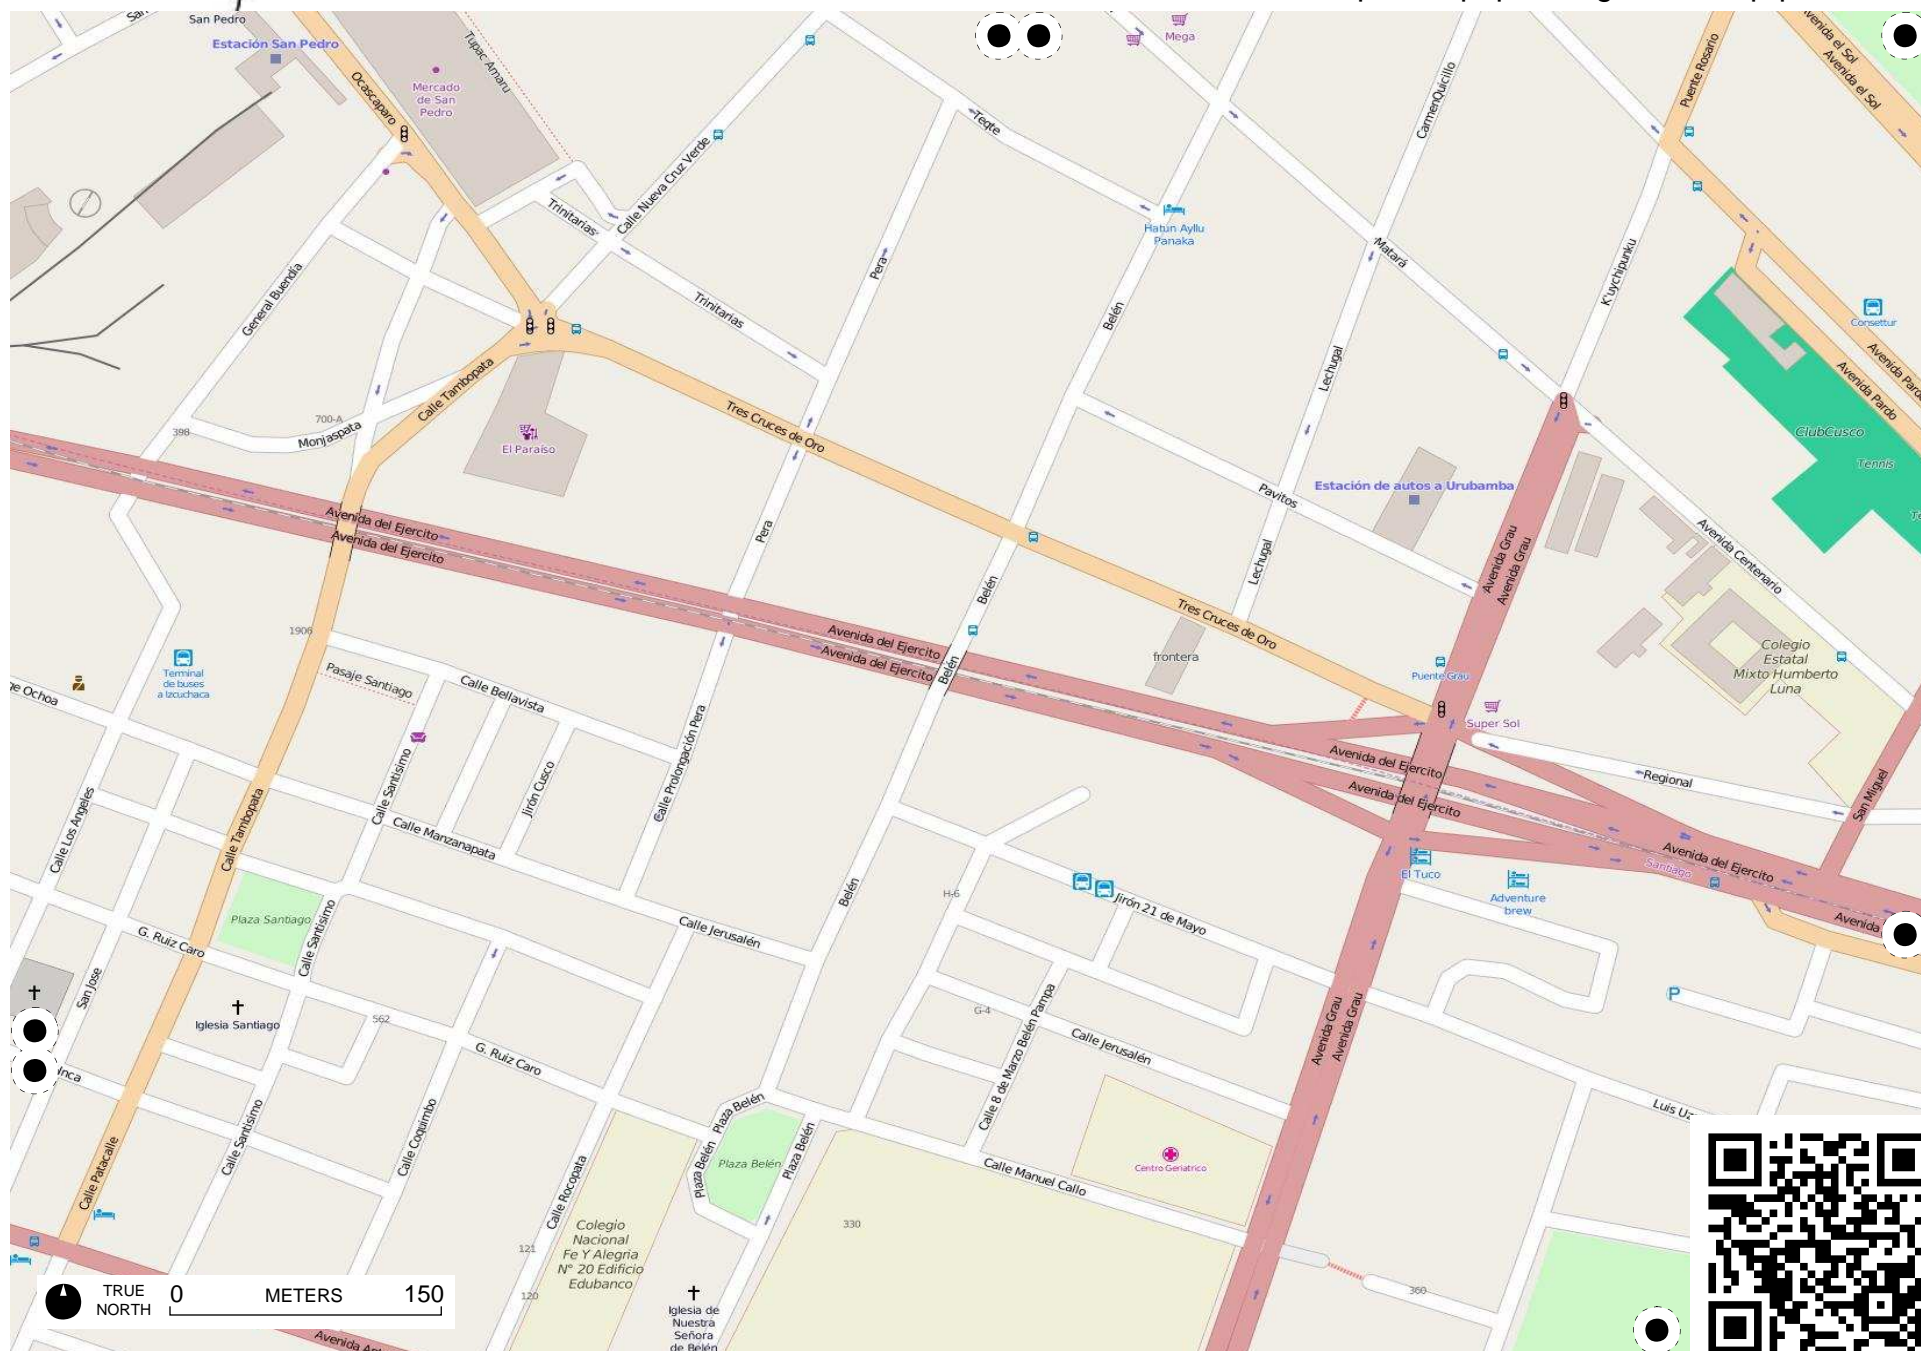 San Pedro
Estación San Pedro
Mega
Ocascaparo
Tupac Amaru
Mercado
de San
Pedro
Calle Nueva Cruz Verde
Teqte
CarmenQuicillo
Puente Rosario
Avenida el Sol
Avenida el Sol
Trinitarias
Hatun Ayllu
Panaka
Matará
K'uychipunku
General Buendía
Trinitarias
Pera
Belén
Lechugal
Consettur
Avenida Pardo
Avenida Pardo
Calle Tambopata
Tres Cruces de Oro
700-A
398
Monjaspata
El Paraíso
ClubCusco
Tennis
Estación de autos a Urubamba
Pavitos
Avenida del Ejercito
Avenida del Ejercito
Pera
Lechugal
Avenida Grau
Avenida Grau
Avenida Centenario
Belén
Tres Cruces de Oro
1906
Avenida del Ejercito
Avenida del Ejercito
Belén
frontera
Colegio
Estatal
Mixto Humberto
Luna
Terminal
de buses
a Izcuchaca
Pasaje Santiago
Calle Bellavista
Puente Grau
Super Sol
Calle Prolongación Pera
Calle Santisimo
Jirón Cusco
Avenida del Ejercito
Avenida del Ejercito
Regional
San Miguel
Calle Los Angeles
Calle Tambopata
Calle Manzanapata
Avenida del Ejercito
Santiago
El Tuco
Adventure
brew
Belén
H-6
Jirón 21 de Mayo
Avenida
Plaza Santiago
Calle Santisimo
Calle Jerusalén
G. Ruiz Caro
San Jose
Iglesia Santiago
562
G-4
P
Calle 8 de Marzo Belén Pampa
Calle Jerusalén
Avenida Grau
Avenida Grau
G. Ruiz Caro
Inca
Plaza Belén
Plaza Belén
Plaza Belén
Plaza Belén
Calle Santisimo
Calle Coquimbo
Calle Patacalle
Calle Rocopata
Calle Manuel Callo
Centro Geriatrico
Colegio
Nacional
Fe Y Alegria
N° 20 Edificio
Edubanco
330
121
120
360
Iglesia de
Nuestra
Señora
de Belén
TRUE
NORTH
0 METERS 150